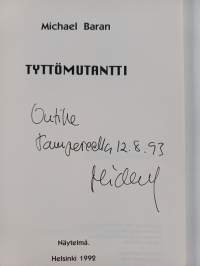 Michael Baran
TYTTÖMUTANTTI
Outille
Tampereella 12.8.93
Näytelmä.
Helsinki 1992